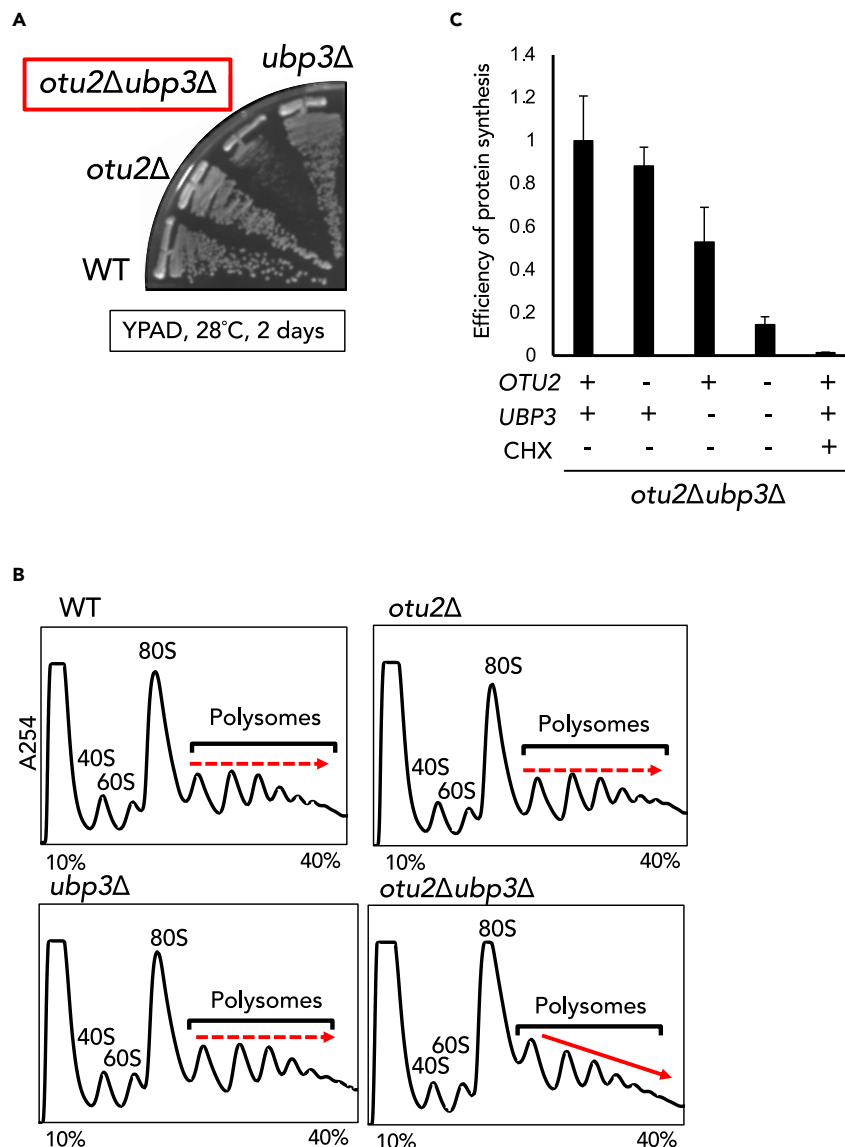 A
ubp3Δ
otu2Δubp3Δ
otu2Δ
WT
YPAD, 28°C, 2 days
C
Efficiency of protein synthesis
1.4
1.2
1
0.8
0.6
0.4
0.2
0
OTU2 + - + - +
UBP3 + + - - +
CHX - - - - +
otu2Δubp3Δ
B
WT
A254
80S
Polysomes
40S
60S
10% 40%
otu2Δ
80S
Polysomes
40S
60S
10% 40%
ubp3Δ
80S
Polysomes
40S
60S
10% 40%
otu2Δubp3Δ
80S
Polysomes
60S
40S
10% 40%